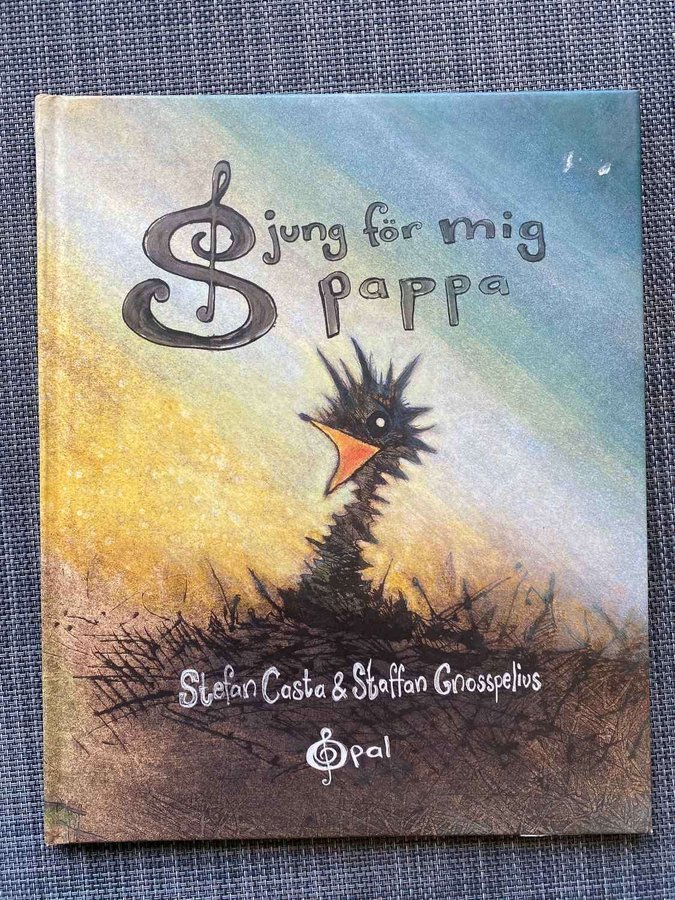 Sjung för mig
pappa
Stefan Casta & Staffan Gnosspelius
Opal